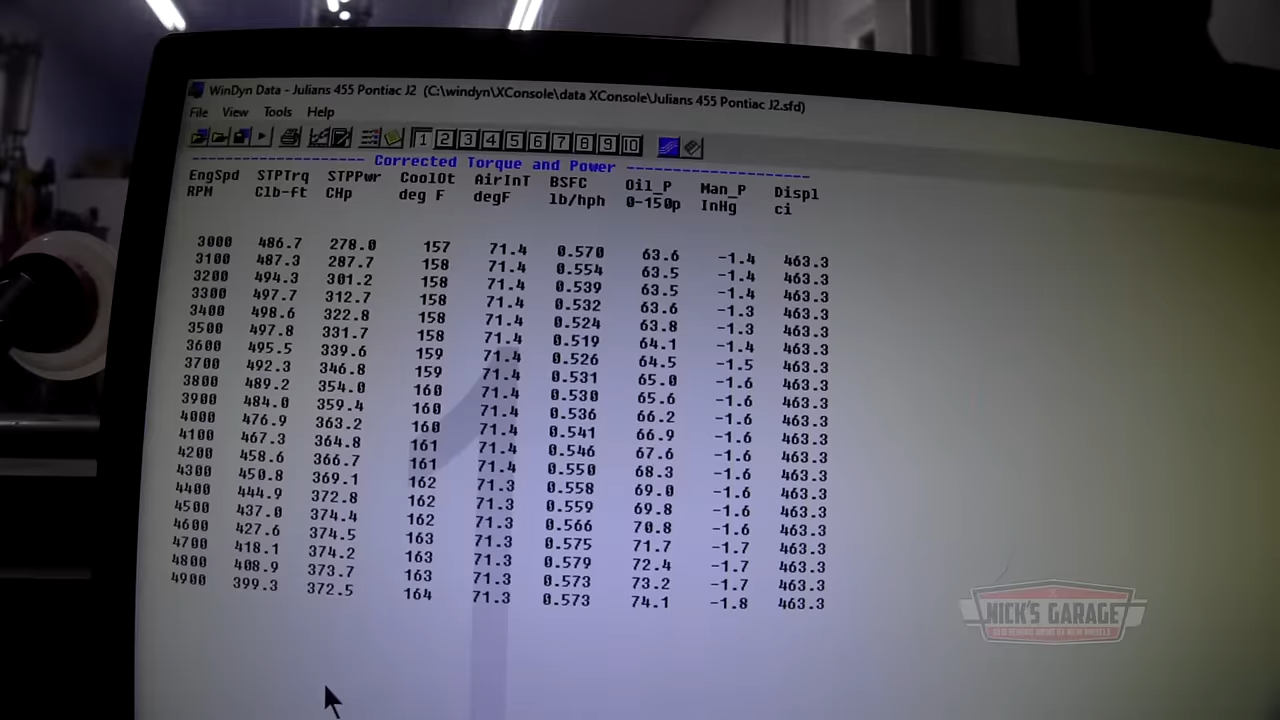 WinDyn Data - Julians 455 Pontiac J2 (C:\windyn\XConsole\data XConsole\Julians 455 Pontiac J2.sfd)
File View Tools Help
1 2 3 4 5 6 7 8 9 10
-------------------- Corrected Torque and Power --------------------
EngSpd STPTrq STPPwr CoolOt AirInT BSFC Oil_P Man_P Displ
RPM Clb-ft CHp deg F degF lb/hph 0-150p InHg ci
3000 486.7 278.0 157 71.4 0.570 63.6 -1.4 463.3
3100 487.3 287.7 158 71.4 0.554 63.5 -1.4 463.3
3200 494.3 301.2 158 71.4 0.539 63.5 -1.4 463.3
3300 497.7 312.7 158 71.4 0.532 63.6 -1.3 463.3
3400 498.6 322.8 158 71.4 0.524 63.8 -1.3 463.3
3500 497.8 331.7 158 71.4 0.519 64.1 -1.4 463.3
3600 495.5 339.6 159 71.4 0.526 64.5 -1.5 463.3
3700 492.3 346.8 159 71.4 0.531 65.0 -1.6 463.3
3800 489.2 354.0 160 71.4 0.530 65.6 -1.6 463.3
3900 484.0 359.4 160 71.4 0.536 66.2 -1.6 463.3
4000 476.9 363.2 160 71.4 0.541 66.9 -1.6 463.3
4100 467.3 364.8 161 71.4 0.546 67.6 -1.6 463.3
4200 458.6 366.7 161 71.4 0.550 68.3 -1.6 463.3
4300 450.8 369.1 162 71.3 0.558 69.0 -1.6 463.3
4400 444.9 372.8 162 71.3 0.559 69.8 -1.6 463.3
4500 437.0 374.4 162 71.3 0.566 70.8 -1.6 463.3
4600 427.6 374.5 163 71.3 0.575 71.7 -1.7 463.3
4700 418.1 374.2 163 71.3 0.579 72.4 -1.7 463.3
4800 408.9 373.7 163 71.3 0.573 73.2 -1.7 463.3
4900 399.3 372.5 164 71.3 0.573 74.1 -1.8 463.3
NICK'S GARAGE